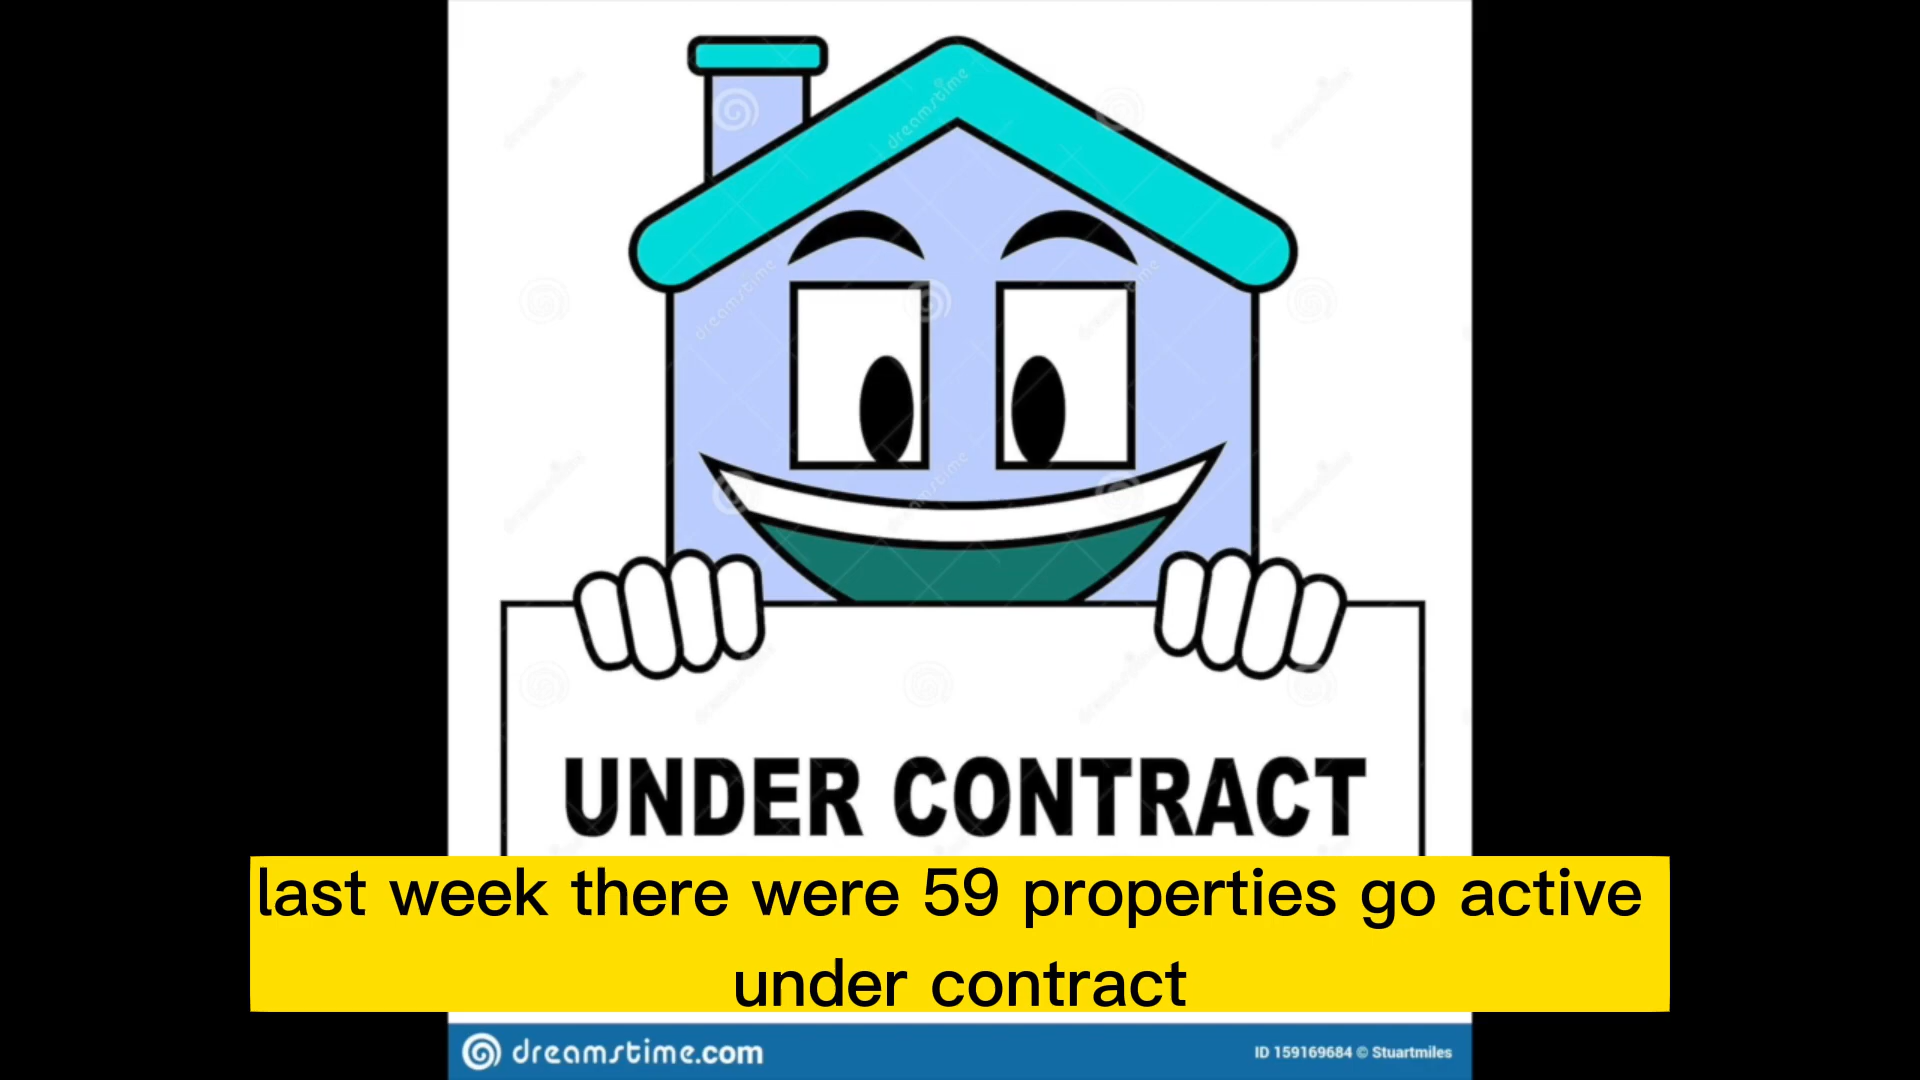 UNDER CONTRACT
last week there were 59 properties go active
under contract
dreamstime.com
ID 159169684 © Stuartmiles